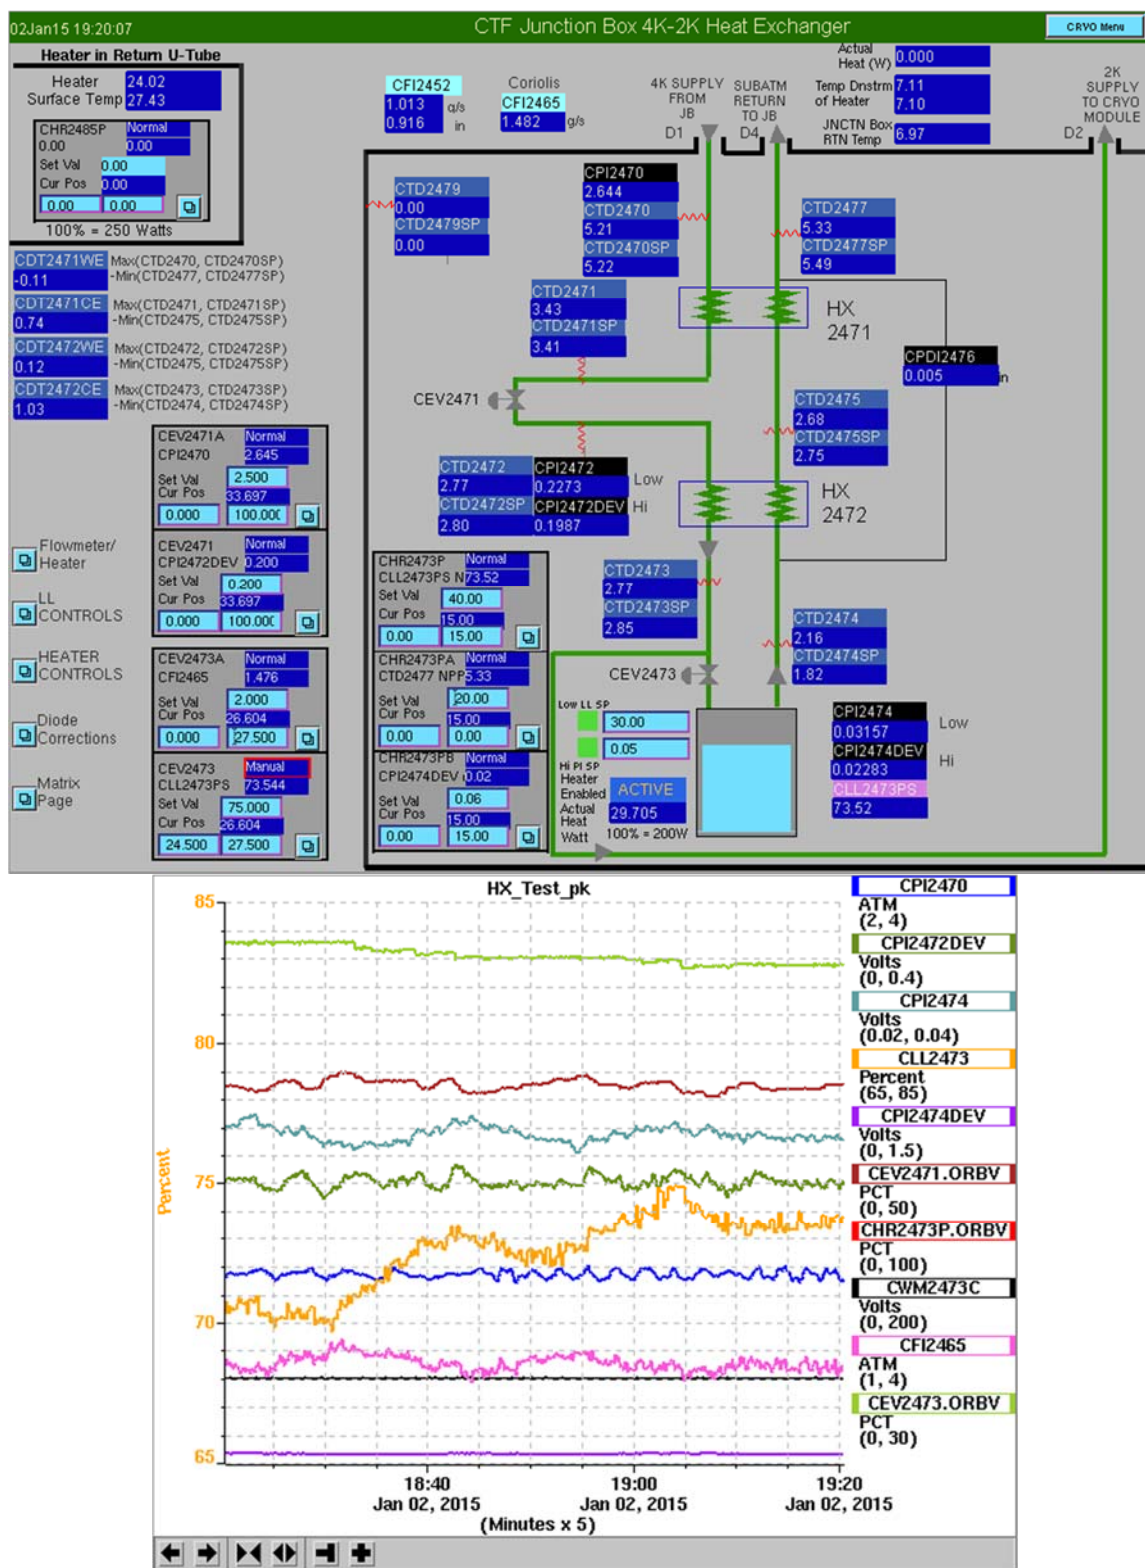 02Jan15 19:20:07
CTF Junction Box 4K-2K Heat Exchanger
CRYO Menu
Heater in Return U-Tube
Heater 24.02
Surface Temp 27.43
CHR2485P Normal
0.00 0.00
Set Val 0.00
Cur Pos 0.00
0.00 0.00
100% = 250 Watts
CFI2452
1.013 g/s
0.916 in
Coriolis
CFI2465
1.482 g/s
4K SUPPLY
FROM
JB
D1
SUBATM
RETURN
TO JB
D4
Actual
Heat (W) 0.000
Temp Dnstrm 7.11
of Heater 7.10
JNCTN Box
RTN Temp 6.97
2K
SUPPLY
TO CRYO
MODULE
D2
CDT2471WE Max(CTD2470, CTD2470SP)
-0.11 -Min(CTD2477, CTD2477SP)
CDT2471CE Max(CTD2471, CTD2471SP)
0.74 -Min(CTD2475, CTD2475SP)
CDT2472WE Max(CTD2472, CTD2472SP)
0.12 -Min(CTD2475, CTD2475SP)
CDT2472CE Max(CTD2473, CTD2473SP)
1.03 -Min(CTD2474, CTD2474SP)
CTD2479
0.00
CTD2479SP
0.00
CPI2470
2.644
CTD2470
5.21
CTD2470SP
5.22
CTD2477
5.33
CTD2477SP
5.49
CTD2471
3.43
CTD2471SP
3.41
HX
2471
CPDI2476
0.005 in
CEV2471
CTD2475
2.68
CTD2475SP
2.75
CTD2472 CPI2472
2.77 0.2273 Low
CTD2472SP CPI2472DEV Hi
2.80 0.1987
HX
2472
CEV2471A Normal
CPI2470 2.645
Set Val 2.500
Cur Pos 33.697
0.000 100.000
CEV2471 Normal
CPI2472DEV 0.200
Set Val 0.200
Cur Pos 33.697
0.000 100.000
CEV2473A Normal
CFI2465 1.476
Set Val 2.000
Cur Pos 26.604
0.000 27.500
CEV2473 Manual
CLL2473PS 73.544
Set Val 75.000
Cur Pos 26.604
24.500 27.500
Flowmeter/
Heater
LL
CONTROLS
HEATER
CONTROLS
Diode
Corrections
Matrix
Page
CHR2473P Normal
CLL2473PS N 73.52
Set Val 40.00
Cur Pos 15.00
0.00 15.00
CHR2473PA Normal
CTD2477 NPP 5.33
Set Val 20.00
Cur Pos 15.00
15.00 0.00
CHR2473PB Normal
CPI2474DEV 0.02
Set Val 0.06
Cur Pos 15.00
0.00 15.00
CTD2473
2.77
CTD2473SP
2.85
CTD2474
2.16
CTD2474SP
1.82
CEV2473
Low LL SP
30.00
0.05
Hi PI SP
Heater
Enabled ACTIVE
Actual
Heat 29.705
Watt 100% = 200W
CPI2474
0.03157 Low
CPI2474DEV
0.02283 Hi
CLL2473PS
73.52
HX_Test_pk
85
80
75
70
65
Percent
18:40
Jan 02, 2015
19:00
Jan 02, 2015
19:20
Jan 02, 2015
(Minutes x 5)
CPI2470
ATM
(2, 4)
CPI2472DEV
Volts
(0, 0.4)
CPI2474
Volts
(0.02, 0.04)
CLL2473
Percent
(65, 85)
CPI2474DEV
Volts
(0, 1.5)
CEV2471.ORBV
PCT
(0, 50)
CHR2473P.ORBV
PCT
(0, 100)
CWM2473C
Volts
(0, 200)
CFI2465
ATM
(1, 4)
CEV2473.ORBV
PCT
(0, 30)